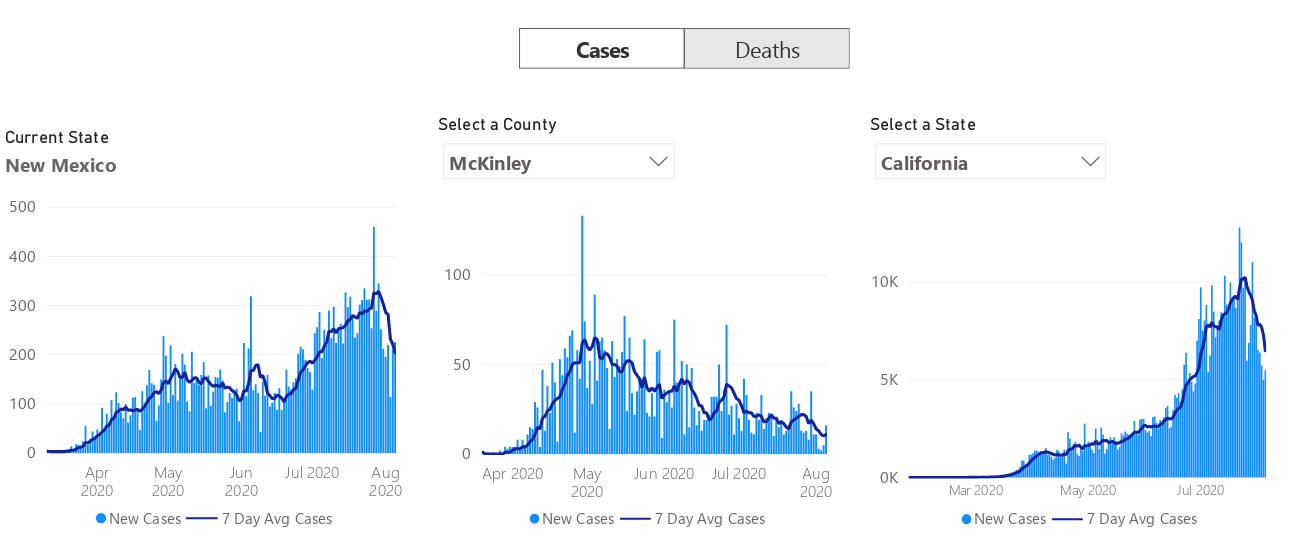 Cases Deaths
Current State
New Mexico
500
400
300
200
100
0
Apr 2020
May 2020
Jun 2020
Jul 2020
Aug 2020
New Cases 7 Day Avg Cases
Select a County
McKinley
100
50
0
Apr 2020
May 2020
Jun 2020
Jul 2020
Aug 2020
New Cases 7 Day Avg Cases
Select a State
California
10K
5K
0K
Mar 2020
May 2020
Jul 2020
New Cases 7 Day Avg Cases